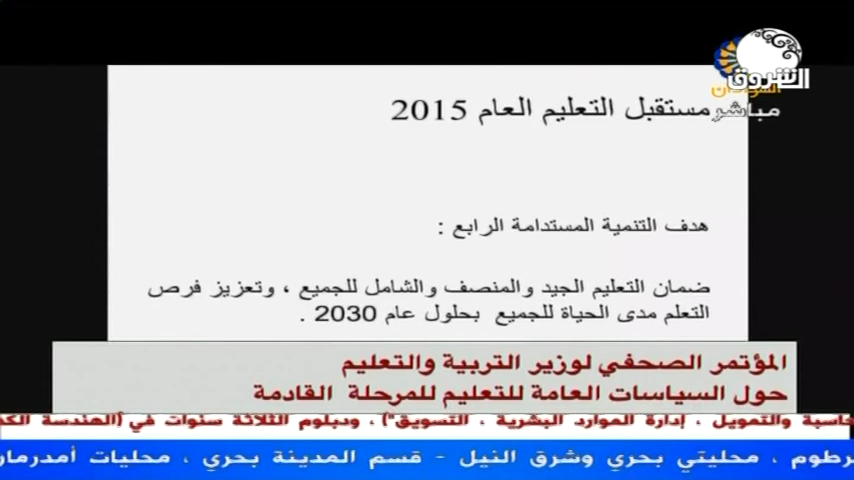 الشروق
السودان
مباشر
مستقبل التعليم العام 2015
هدف التنمية المستدامة الرابع :
ضمان التعليم الجيد والمنصف والشامل للجميع ، وتعزيز فرص
التعلم مدى الحياة للجميع بحلول عام 2030 .
المؤتمر الصحفي لوزير التربية والتعليم
حول السياسات العامة للتعليم للمرحلة القادمة
والتمويل ، إدارة الموارد البشرية ، التسويق") ، ودبلوم الثلاثة سنوات في (الهندسة
، محليتي بحري وشرق النيل - قسم المدينة بحري ، محليات أمدرمان